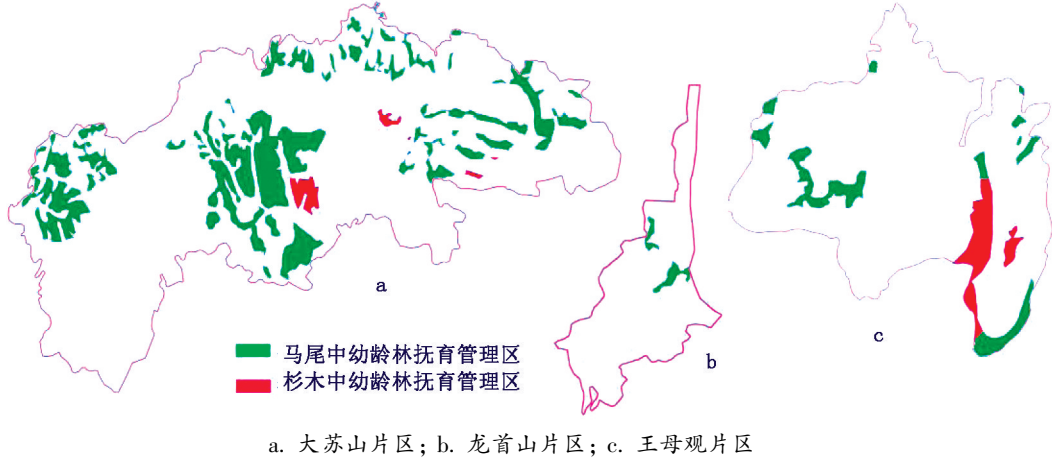 a
b
c
马尾中幼龄林抚育管理区
杉木中幼龄林抚育管理区
a. 大苏山片区; b. 龙首山片区; c. 王母观片区